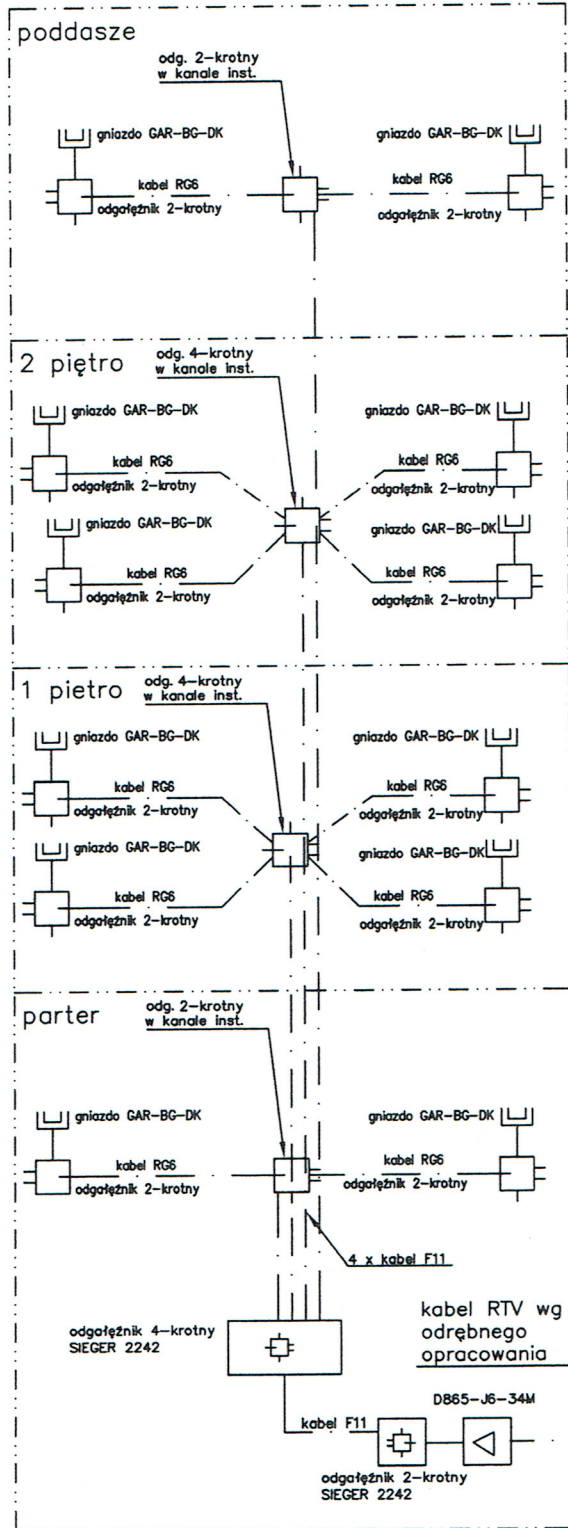 poddasze
odg. 2-krotny
w kanale inst.
gniazdo GAR-BG-DK
gniazdo GAR-BG-DK
kabel RG6
kabel RG6
odgałęźnik 2-krotny
odgałęźnik 2-krotny
2 piętro
odg. 4-krotny
w kanale inst.
gniazdo GAR-BG-DK
gniazdo GAR-BG-DK
kabel RG6
kabel RG6
odgałęźnik 2-krotny
odgałęźnik 2-krotny
gniazdo GAR-BG-DK
gniazdo GAR-BG-DK
kabel RG6
kabel RG6
odgałęźnik 2-krotny
odgałęźnik 2-krotny
1 pietro
odg. 4-krotny
w kanale inst.
gniazdo GAR-BG-DK
gniazdo GAR-BG-DK
kabel RG6
kabel RG6
odgałęźnik 2-krotny
odgałęźnik 2-krotny
gniazdo GAR-BG-DK
gniazdo GAR-BG-DK
kabel RG6
kabel RG6
odgałęźnik 2-krotny
odgałęźnik 2-krotny
parter
odg. 2-krotny
w kanale inst.
gniazdo GAR-BG-DK
gniazdo GAR-BG-DK
kabel RG6
kabel RG6
odgałęźnik 2-krotny
odgałęźnik 2-krotny
4 x kabel F11
odgałęźnik 4-krotny
SIEGER 2242
kabel RTV wg
odrębnego
opracowania
D865-J6-34M
kabel F11
odgałęźnik 2-krotny
SIEGER 2242